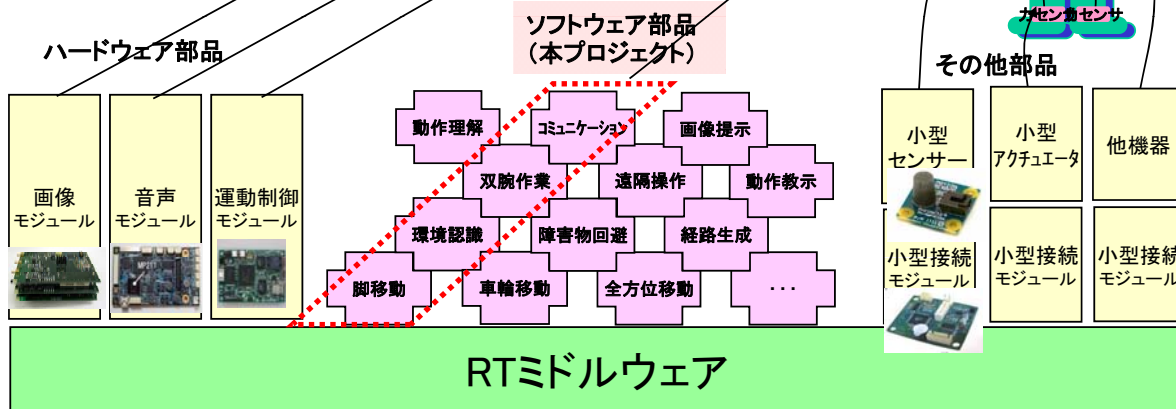 カセンサ
センサ
ハードウェア部品
ソフトウェア部品
(本プロジェクト)
その他部品
動作理解
コミュニケーション
画像提示
双腕作業
遠隔操作
動作教示
環境認識
障害物回避
経路生成
脚移動
車輪移動
全方位移動
···
画像
モジュール
音声
モジュール
運動制御
モジュール
小型
センサー
小型
アクチュエータ
他機器
小型接続
モジュール
小型接続
モジュール
小型接続
モジュール
RTミドルウェア